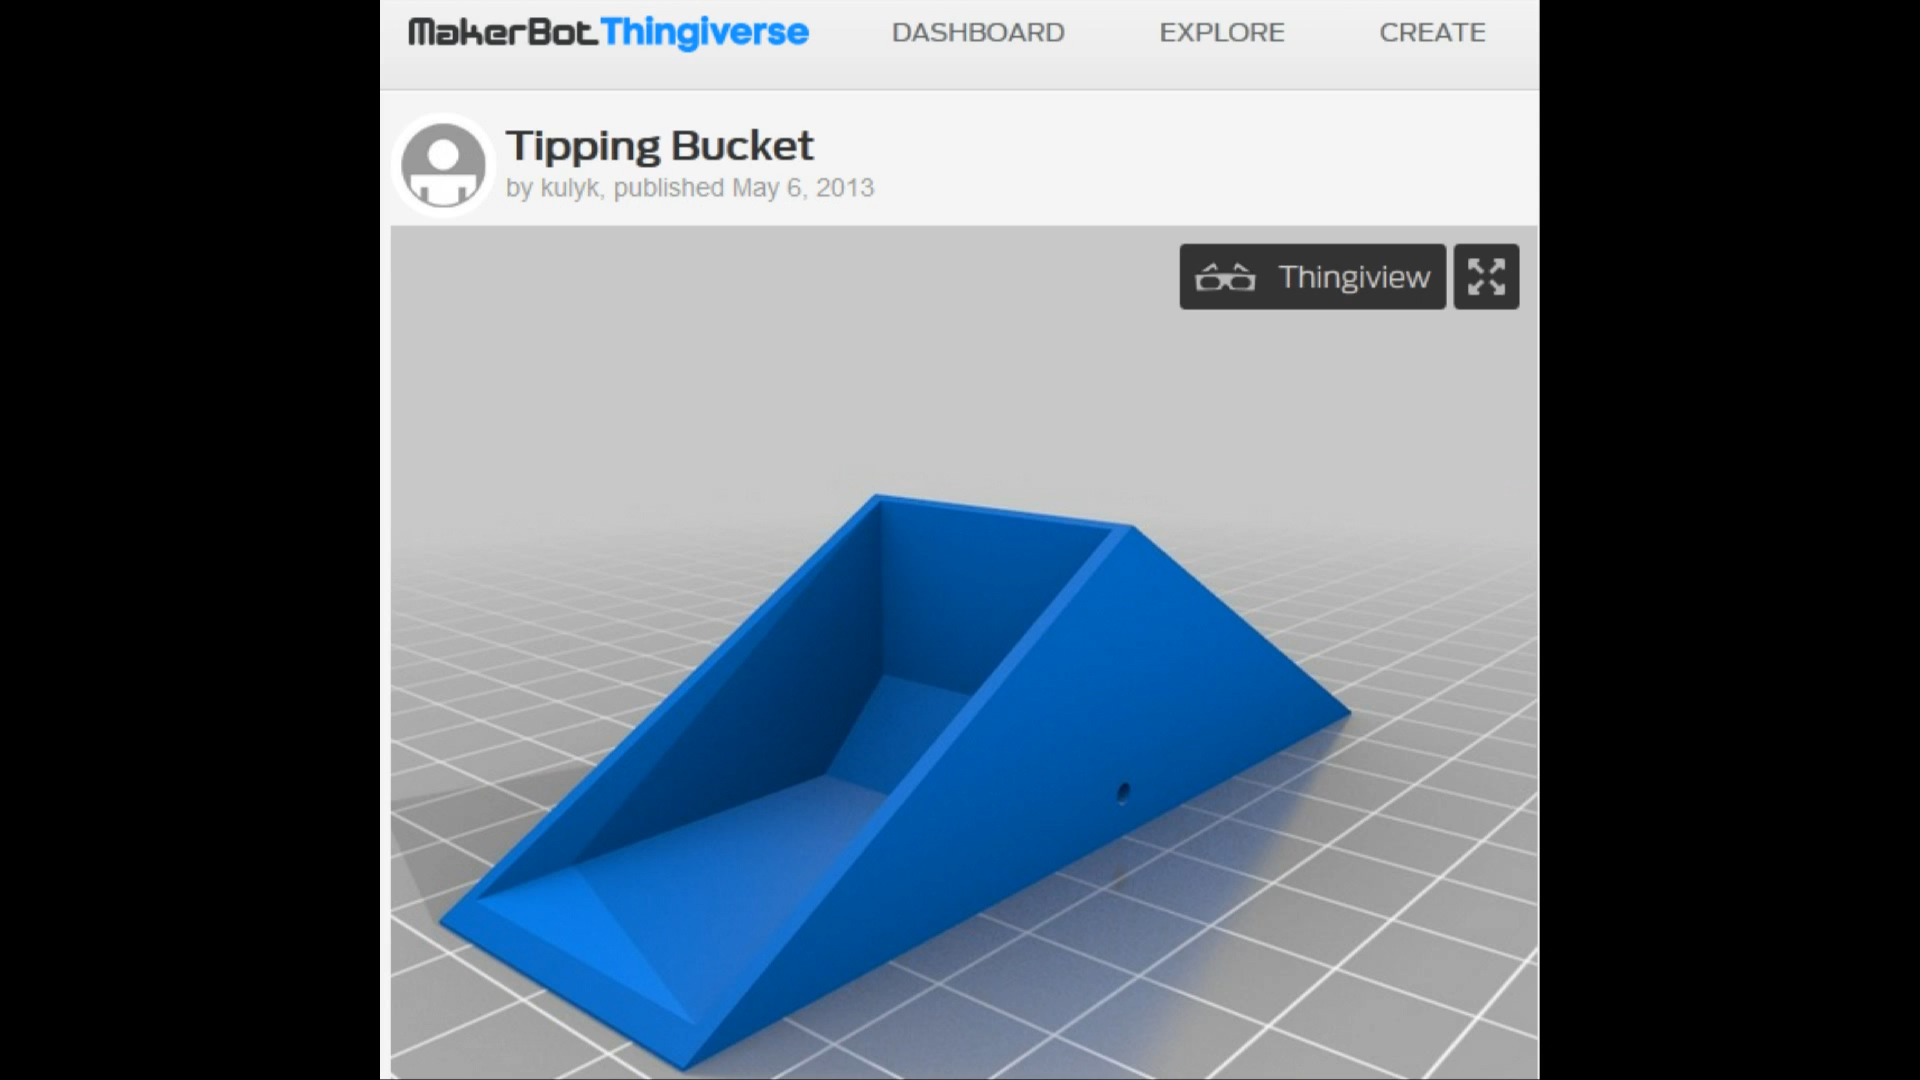 MakerBot Thingiverse DASHBOARD EXPLORE CREATE
Tipping Bucket
by kulyk, published May 6, 2013
Thingiview